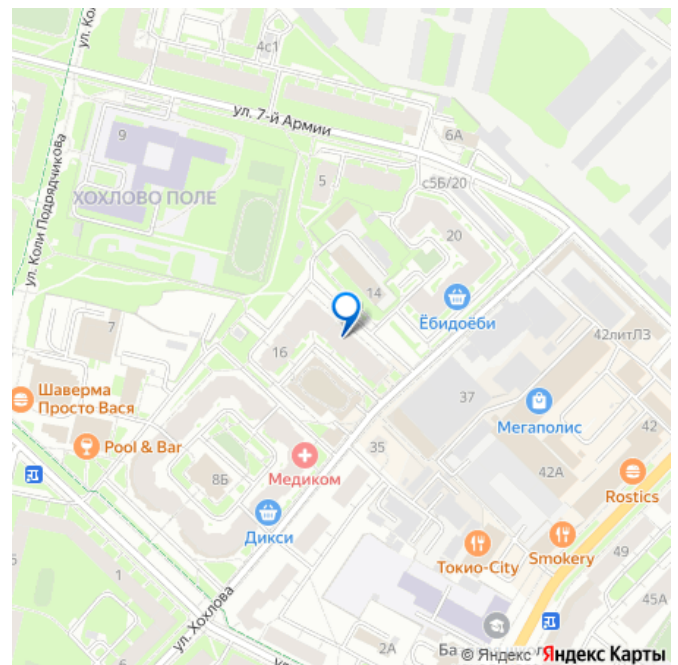 4с1
ул. 7-й Армии
6А
9
ХОХЛОВО ПОЛЕ
ул. Коли Подрядчикова
5
с5Б/20
20
14
Ёбидоёби
42литЛ3
7
16
Шаверма
Просто Вася
37
Мегаполис
42
Pool & Bar
35
Медиком
8Б
42А
Rostics
Дикси
Токио-City
Smokery
49
1
45А
ул. Хохлова
2А
© Яндекс Яндекс Карты